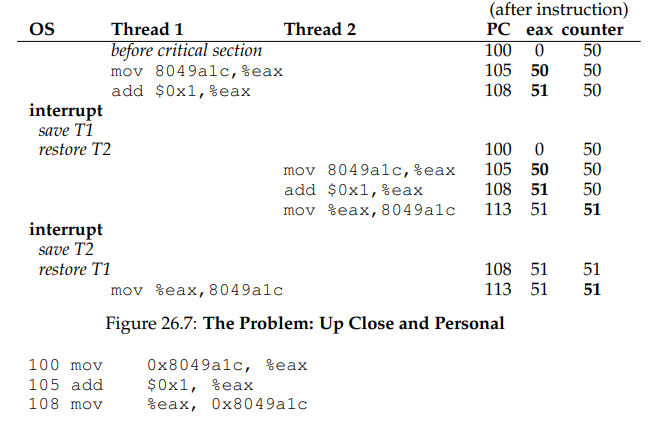 (after instruction)
OS Thread 1 Thread 2 PC eax counter
before critical section 100 0 50
mov 8049a1c,%eax 105 50 50
add $0x1,%eax 108 51 50
interrupt
save T1
restore T2 100 0 50
mov 8049a1c,%eax 105 50 50
add $0x1,%eax 108 51 50
mov %eax,8049a1c 113 51 51
interrupt
save T2
restore T1 108 51 51
mov %eax,8049a1c 113 51 51
Figure 26.7: The Problem: Up Close and Personal
100 mov 0x8049a1c, %eax
105 add $0x1, %eax
108 mov %eax, 0x8049a1c